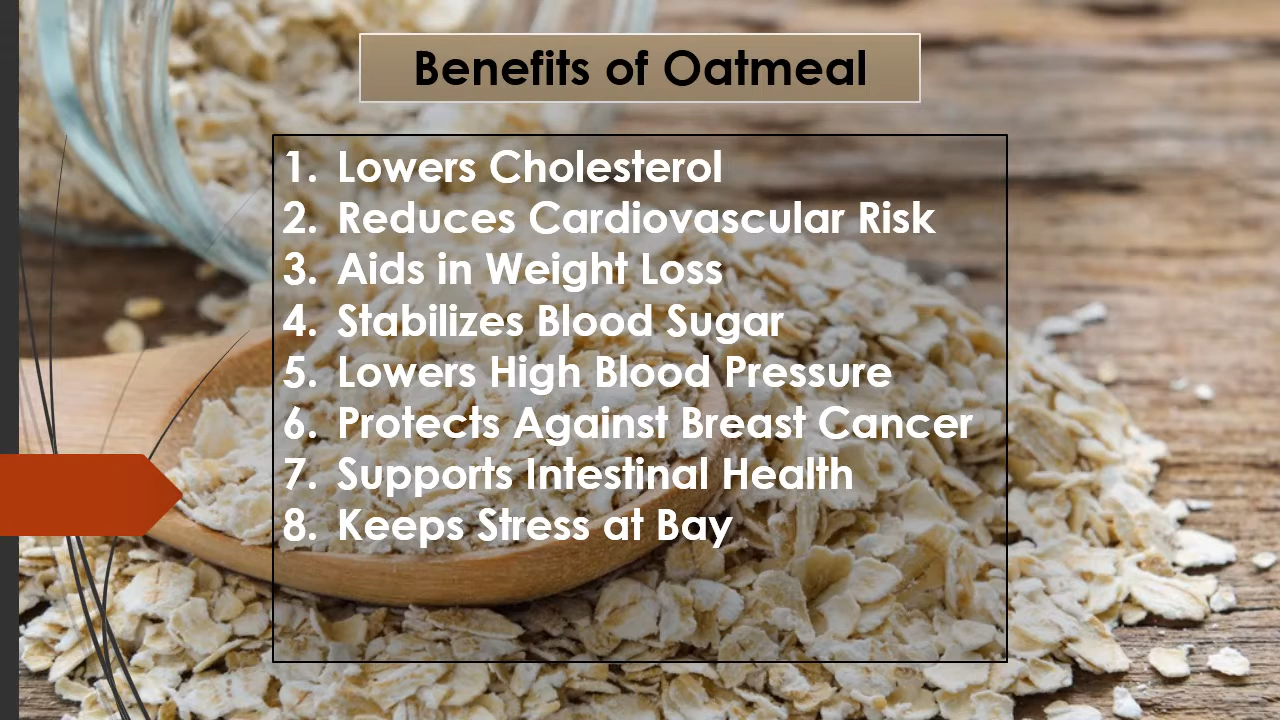 Benefits of Oatmeal
1. Lowers Cholesterol
2. Reduces Cardiovascular Risk
3. Aids in Weight Loss
4. Stabilizes Blood Sugar
5. Lowers High Blood Pressure
6. Protects Against Breast Cancer
7. Supports Intestinal Health
8. Keeps Stress at Bay